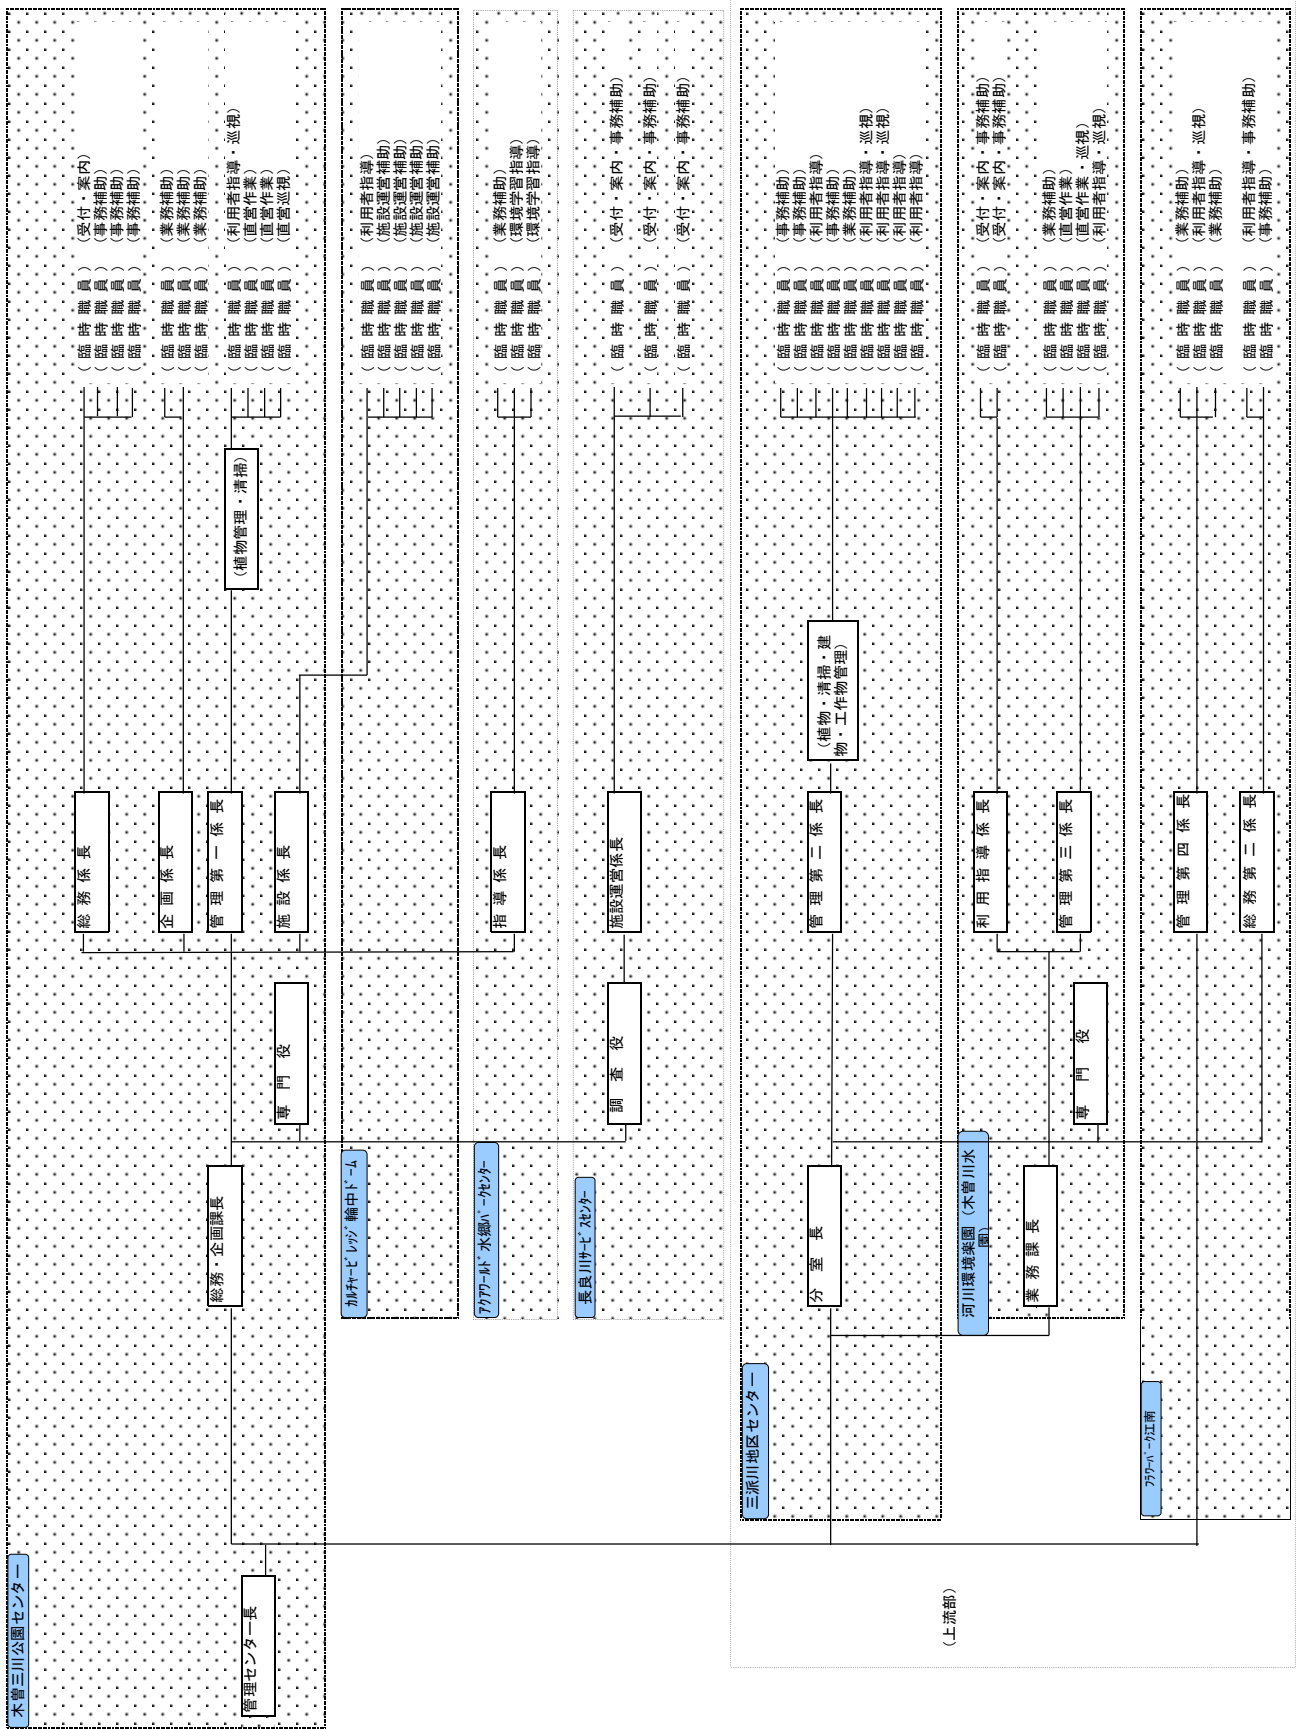 木曽三川公園センター
管理センター長
総務 企画課長
専門役
総務係長
(臨時職員) (受付・案内)
(臨時職員) (事務補助)
(臨時職員) (事務補助)
(臨時職員) (事務補助)
企画係長
(臨時職員) (業務補助)
(臨時職員) (業務補助)
(臨時職員) (業務補助)
管理第一係長
(植物管理・清掃)
(臨時職員) (利用者指導 巡視)
(臨時職員) (直営作業)
(臨時職員) (直営作業)
(臨時職員) (直営巡視)
施設係長
ｶﾙﾁｬｰﾋﾞﾚｯｼﾞ輪中ﾄﾞｰﾑ
(臨時職員) (利用者指導)
(臨時職員) (施設運営補助)
(臨時職員) (施設運営補助)
(臨時職員) (施設運営補助)
(臨時職員) (施設運営補助)
ｱｸｱﾜｰﾙﾄﾞ水郷ﾊﾟｰｸｾﾝﾀｰ
指導係長
(臨時職員) (業務補助)
(臨時職員) (環境学習指導)
(臨時職員) (環境学習指導)
長良川ｻｰﾋﾞｽｾﾝﾀｰ
調査役
施設運営係長
(臨時職員) (受付・案内 事務補助)
(臨時職員) (受付・案内 事務補助)
(臨時職員) (受付・案内 事務補助)
(上流部)
三派川地区センター
分室長
管理第二係長
(植物・清掃・建
物・工作物管理)
(臨時職員) (事務補助)
(臨時職員) (事務補助)
(臨時職員) (利用者指導)
(臨時職員) (事務補助)
(臨時職員) (業務補助)
(臨時職員) (利用者指導・巡視)
(臨時職員) (利用者指導・巡視)
(臨時職員) (利用者指導)
(臨時職員) (利用者指導)
河川環境楽園（木曽川水
園）
業務課長
専門役
利用指導係長
(臨時職員) (受付・案内・事務補助)
(臨時職員) (受付・案内・事務補助)
管理第三係長
(臨時職員) (業務補助)
(臨時職員) (直営作業)
(臨時職員) (直営作業・巡視)
(臨時職員) (利用者指導・巡視)
ﾌﾗﾜｰﾊﾟｰｸ江南
管理第四係長
(臨時職員) (業務補助)
(臨時職員) (利用者指導・巡視)
(臨時職員) (業務補助)
総務第二係長
(臨時職員) (利用者指導・事務補助)
(臨時職員) (事務補助)